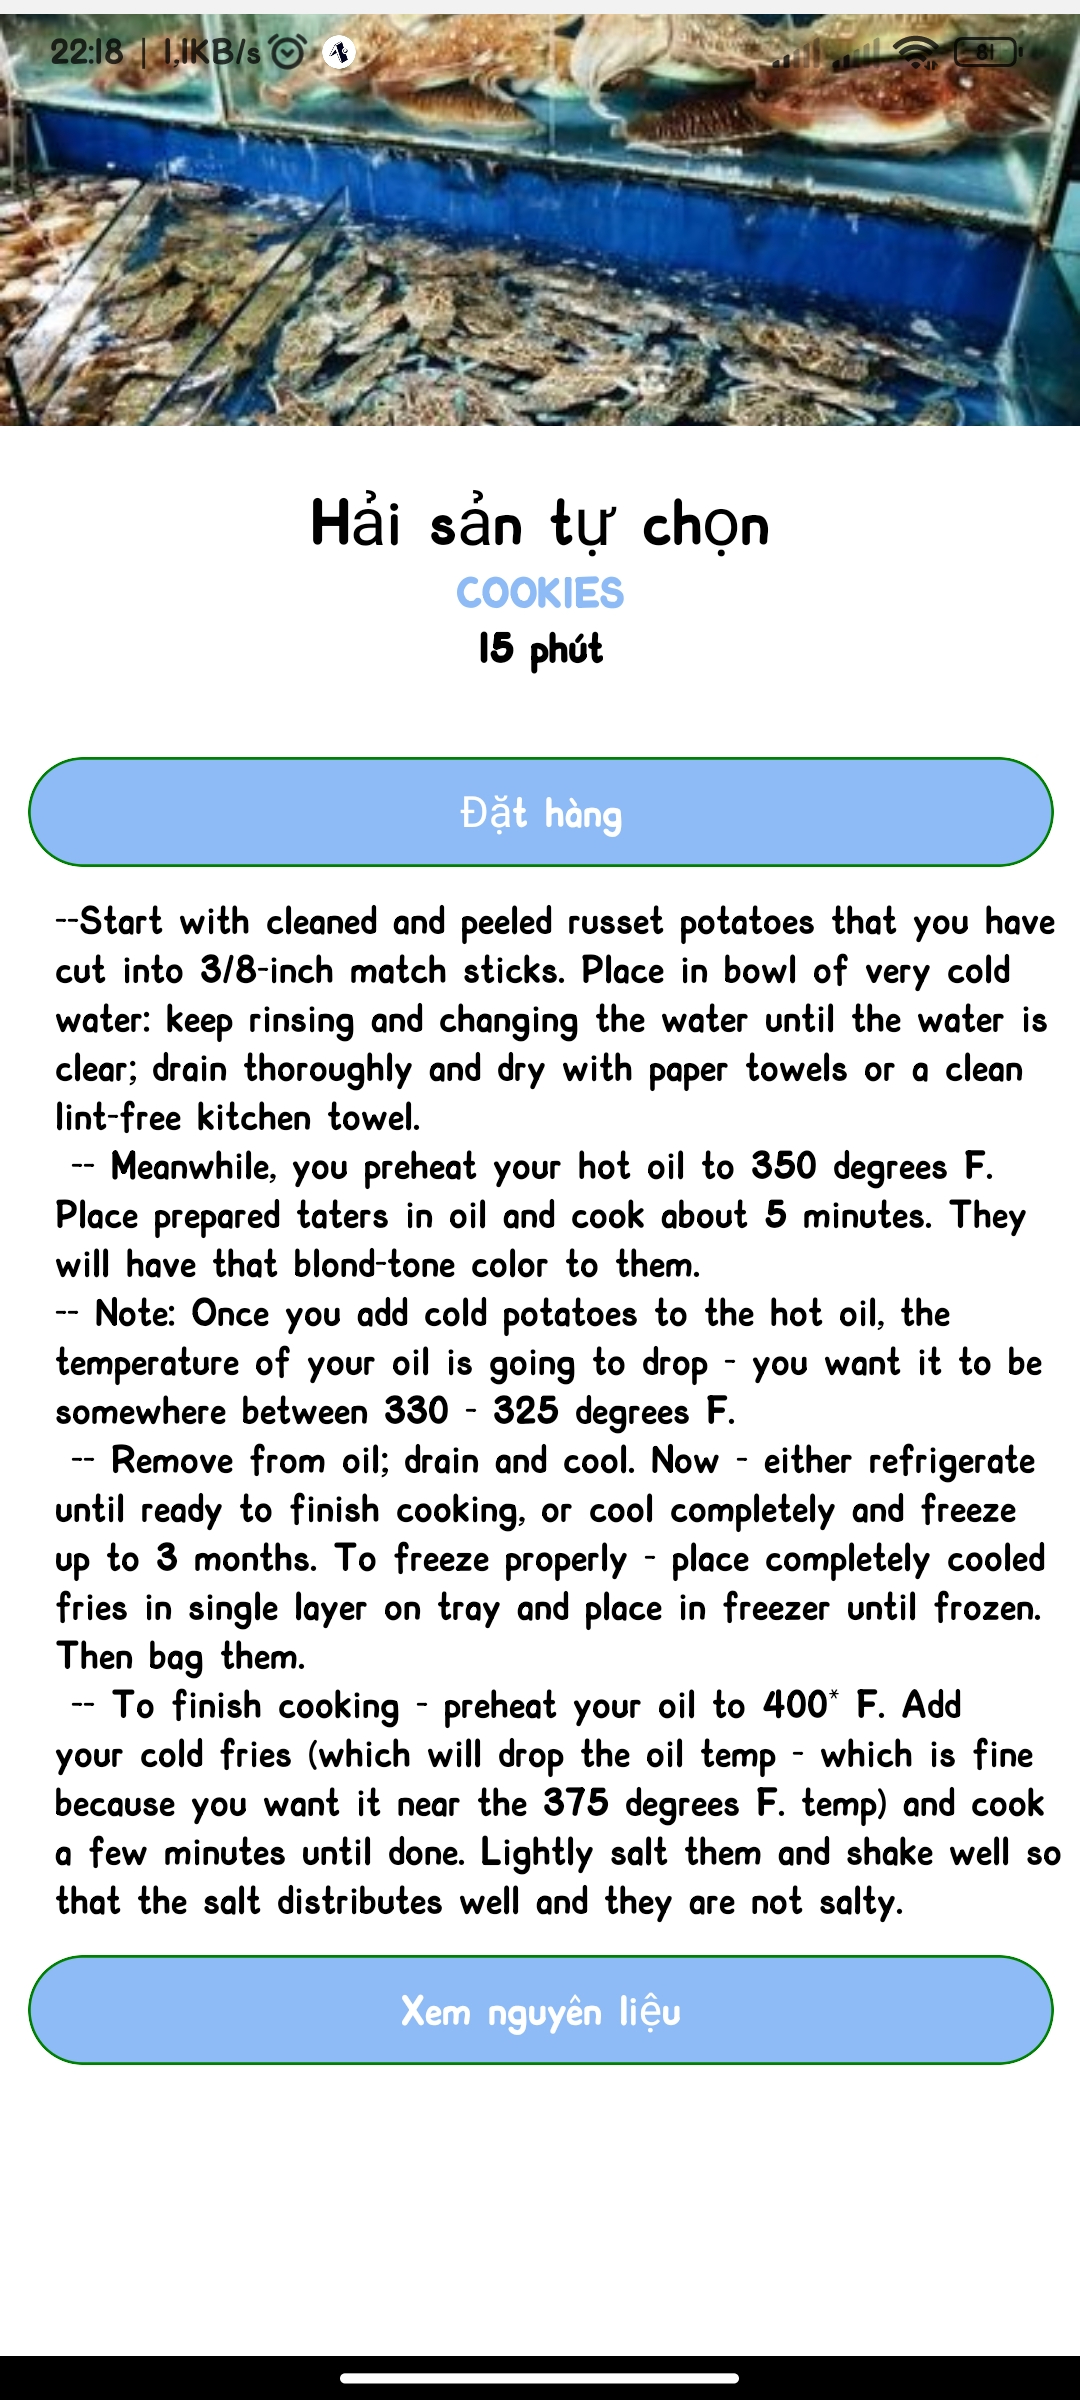 22:18 | 1,1KB/s
81
Hải sản tự chọn
COOKIES
15 phút
Đặt hàng
--Start with cleaned and peeled russet potatoes that you have
cut into 3/8-inch match sticks. Place in bowl of very cold
water: keep rinsing and changing the water until the water is
clear; drain thoroughly and dry with paper towels or a clean
lint-free kitchen towel.
-- Meanwhile, you preheat your hot oil to 350 degrees F.
Place prepared taters in oil and cook about 5 minutes. They
will have that blond-tone color to them.
-- Note: Once you add cold potatoes to the hot oil, the
temperature of your oil is going to drop - you want it to be
somewhere between 330 - 325 degrees F.
-- Remove from oil; drain and cool. Now - either refrigerate
until ready to finish cooking, or cool completely and freeze
up to 3 months. To freeze properly - place completely cooled
fries in single layer on tray and place in freezer until frozen.
Then bag them.
-- To finish cooking - preheat your oil to 400* F. Add
your cold fries (which will drop the oil temp - which is fine
because you want it near the 375 degrees F. temp) and cook
a few minutes until done. Lightly salt them and shake well so
that the salt distributes well and they are not salty.
Xem nguyên liệu